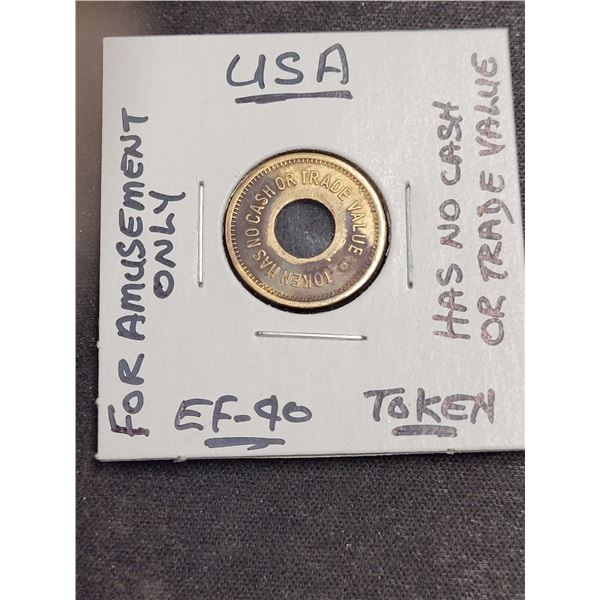 USA
FOR AMUSEMENT
ONLY
TOKEN HAS NO CASH OR TRADE VALUE
HAS NO CASH
OR TRADE VALUE
EF-40
TOKEN